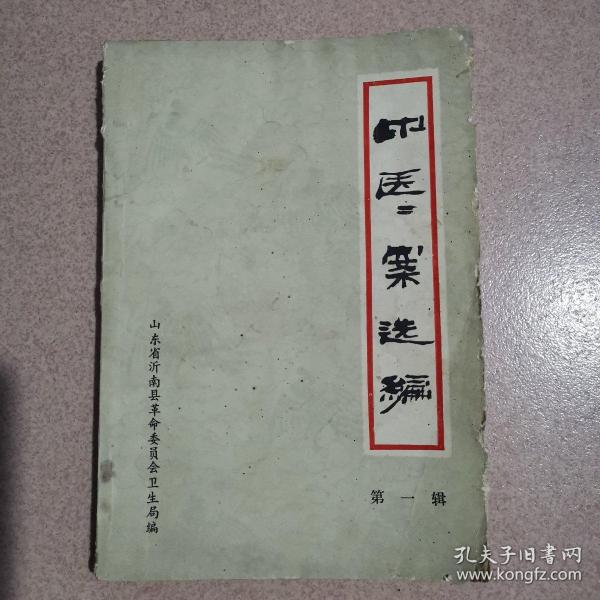 中医〻案选编
第一辑
山东省沂南县革命委员会卫生局编
孔夫子旧书网
www.kongfz.com